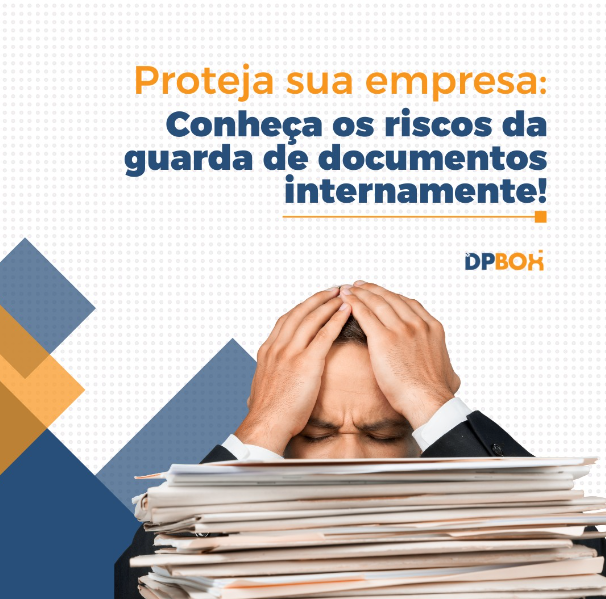 Proteja sua empresa:
Conheça os riscos da
guarda de documentos
internamente!
DPBOX